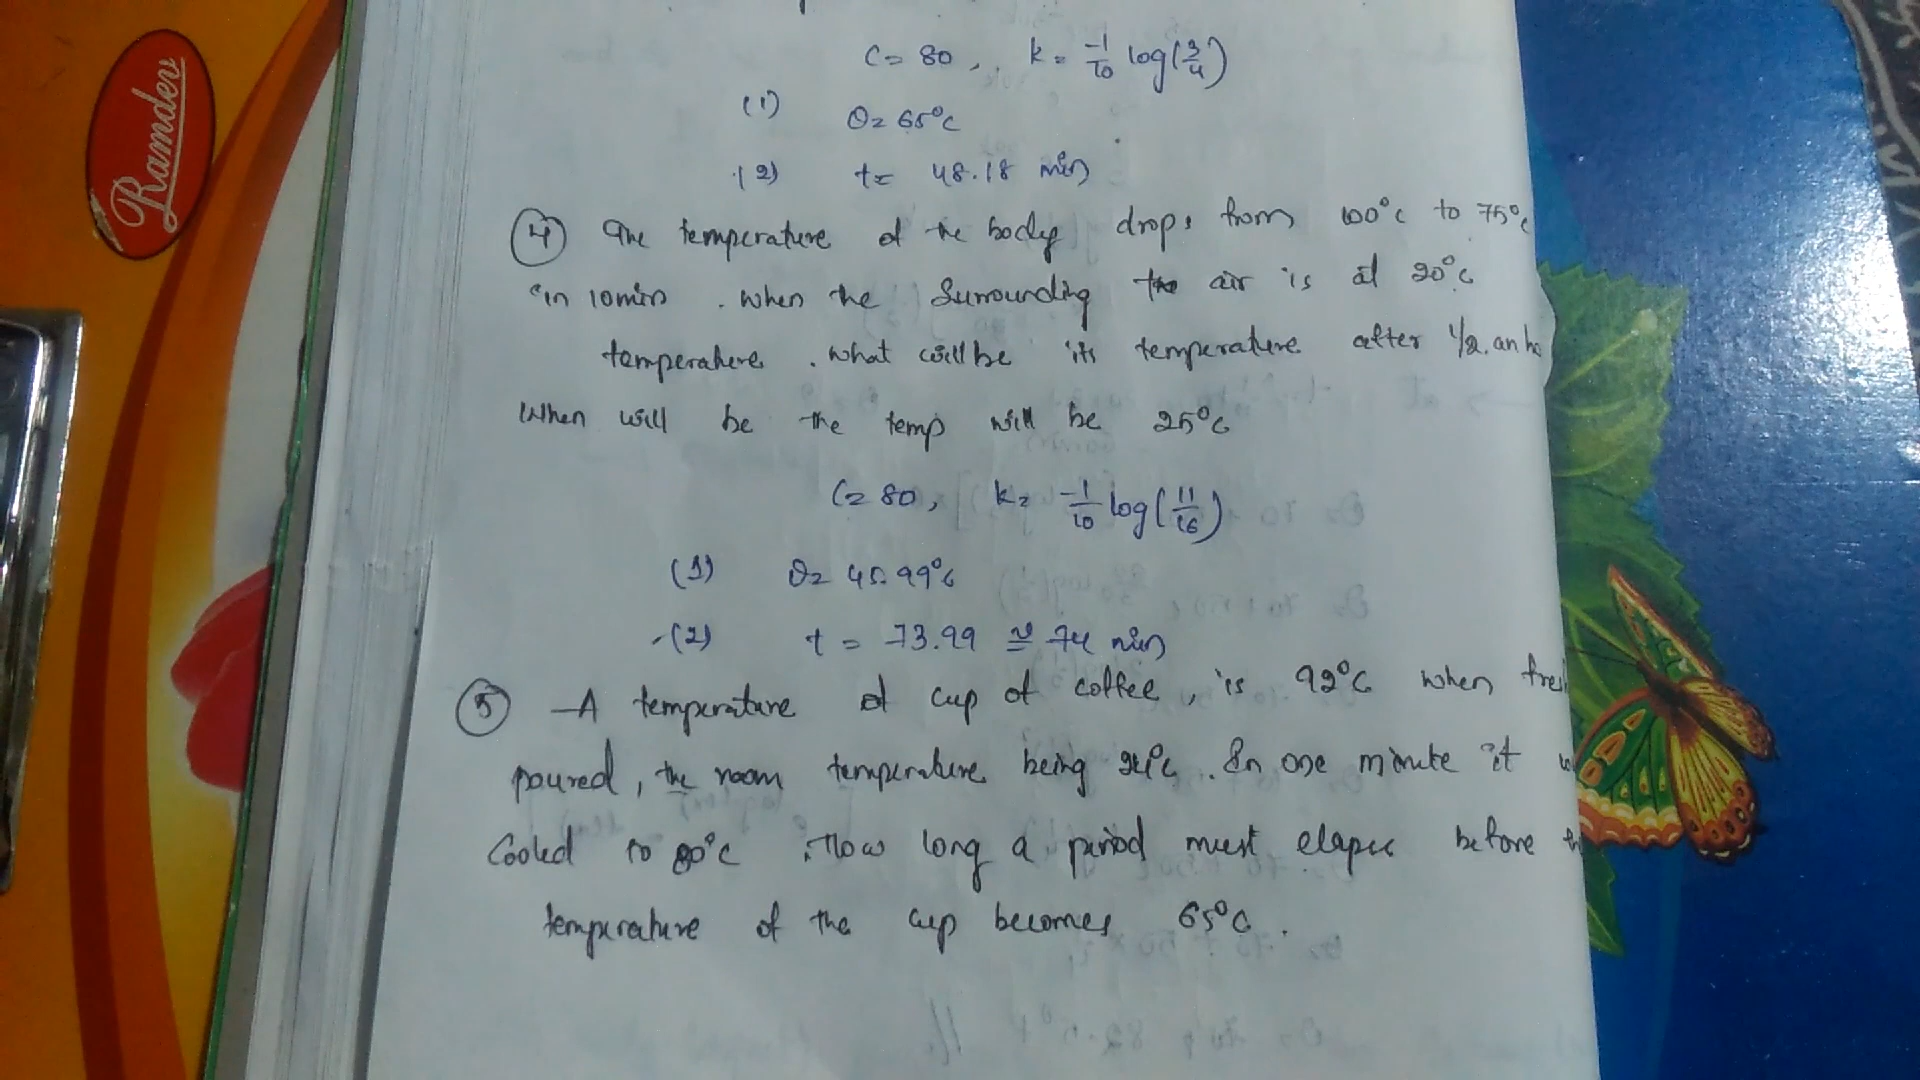 Ramdev
C = 80, k = -1/10 log(3/4)
(1) θ = 65°C
(2) t = 48.18 min
(4) The temperature of the body drops from 100°C to 75°C
in 10min. when the Surrounding the air is at 20°C
temperature. what will be its temperature after 1/2. an
When will be the temp will be 25°C
C = 80, k = -1/10 log(11/16)
(1) θ = 45.99°C
(2) t = 73.99 ≅ 74 min
(5) A temperature of cup of coffee, is 92°C when
poured, the room temperature being 24°C. In one minute it
Cooled to 80°C. How long a period must elapse before
temperature of the cup becomes 65°C.